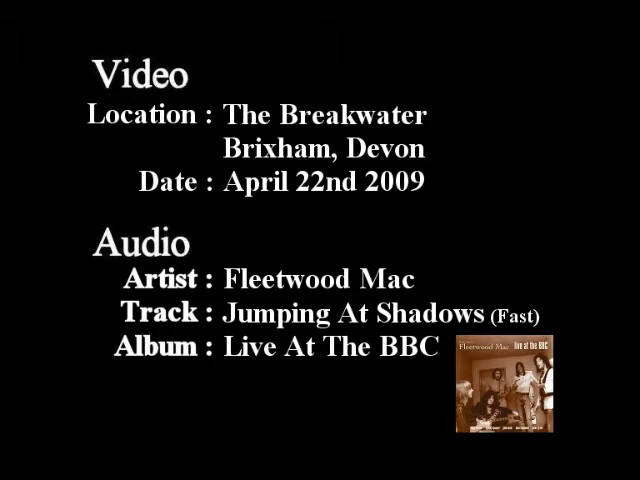 Video
Location : The Breakwater
Brixham, Devon
Date : April 22nd 2009
Audio
Artist : Fleetwood Mac
Track : Jumping At Shadows (Fast)
Album : Live At The BBC
Fleetwood Mac live at the BBC